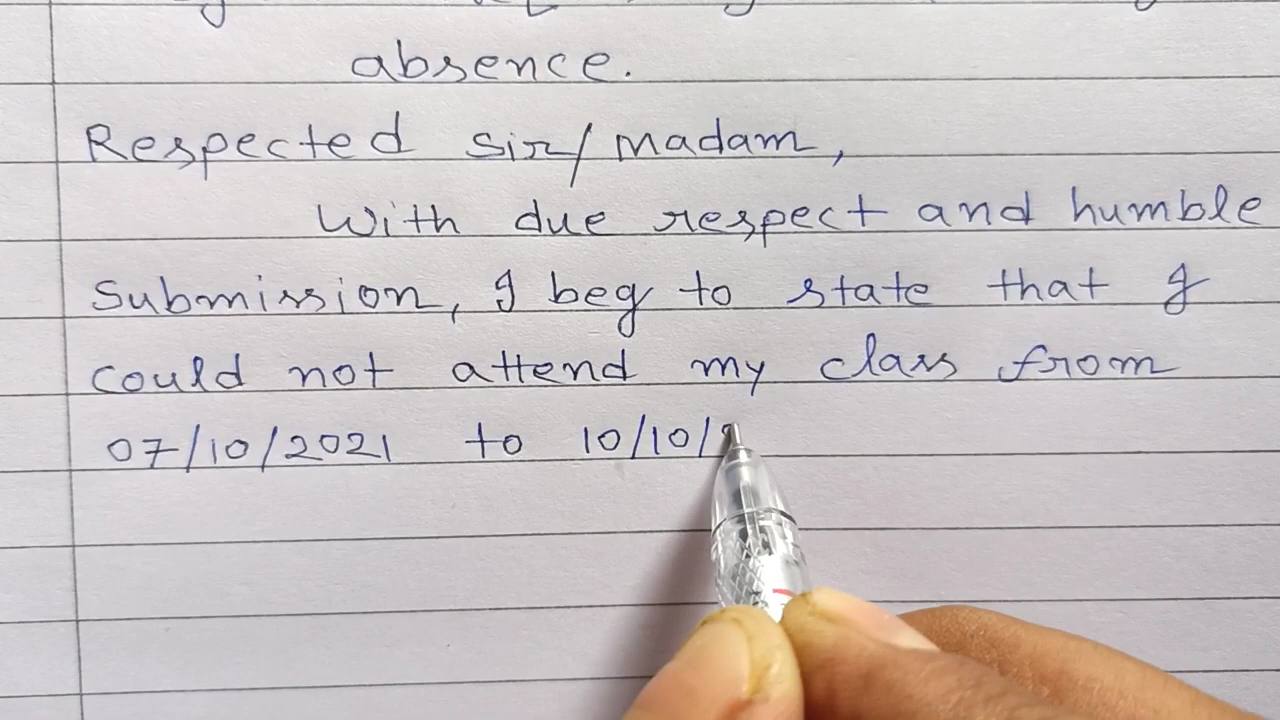 absence.
Respected Sir/Madam,
With due respect and humble
Submission, I beg to state that I
could not attend my class from
07/10/2021 to 10/10/2